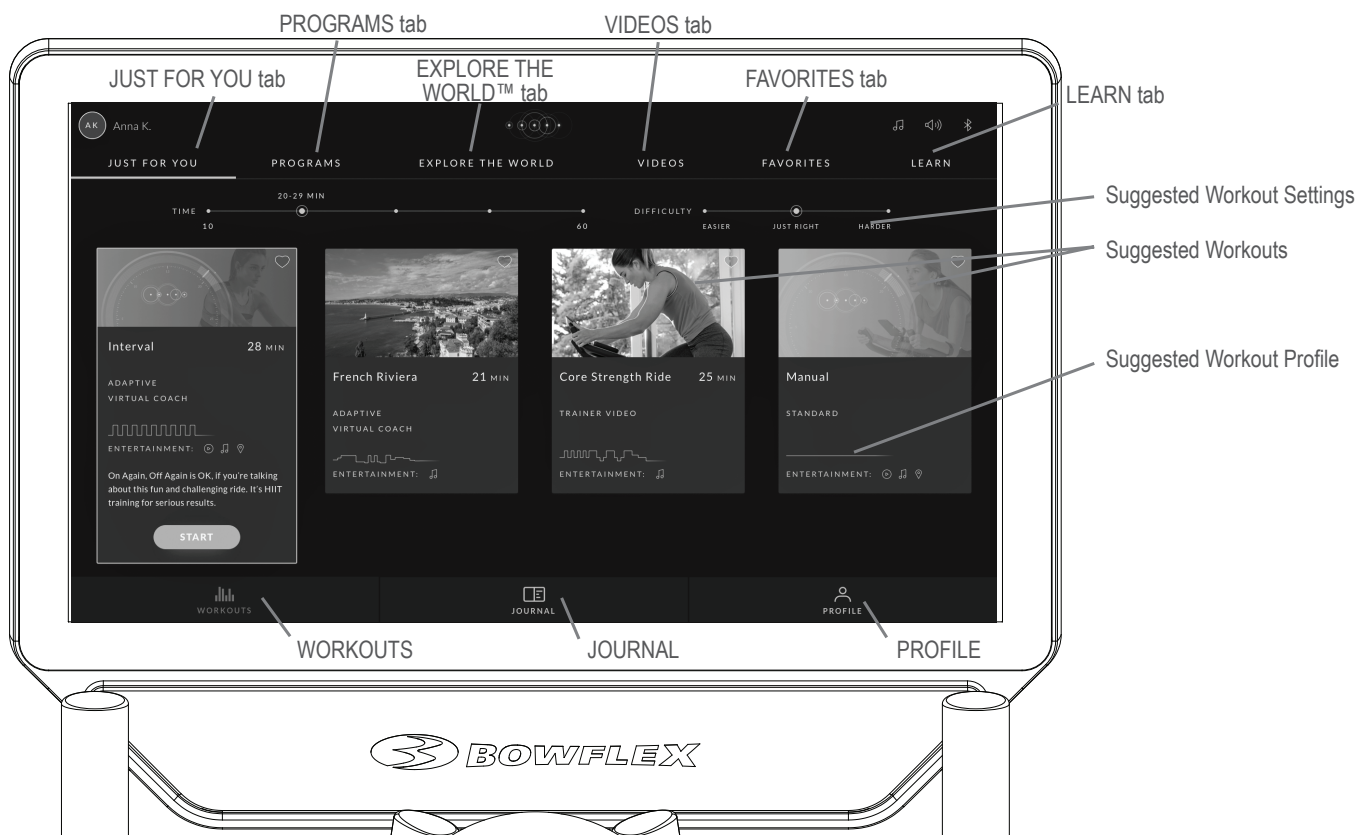 PROGRAMS tab
VIDEOS tab
JUST FOR YOU tab
EXPLORE THE
WORLD™ tab
FAVORITES tab
LEARN tab
AK
Anna K.
JUST FOR YOU
PROGRAMS
EXPLORE THE WORLD
VIDEOS
FAVORITES
LEARN
20-29 MIN
TIME
10
60
DIFFICULTY
EASIER
JUST RIGHT
HARDER
Suggested Workout Settings
Suggested Workouts
Suggested Workout Profile
Interval 28 MIN
ADAPTIVE
VIRTUAL COACH
ENTERTAINMENT:
On Again, Off Again is OK, if you're talking
about this fun and challenging ride. It's HIIT
training for serious results.
START
French Riviera 21 MIN
ADAPTIVE
VIRTUAL COACH
ENTERTAINMENT:
Core Strength Ride 25 MIN
TRAINER VIDEO
ENTERTAINMENT:
Manual
STANDARD
ENTERTAINMENT:
WORKOUTS
JOURNAL
PROFILE
WORKOUTS
JOURNAL
PROFILE
BOWFLEX